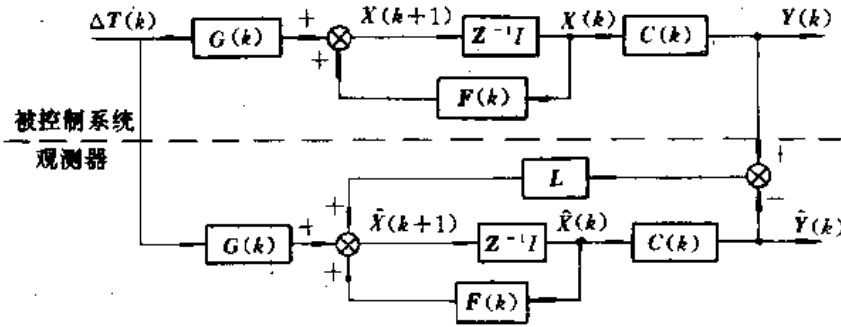 ΔT(k)
G(k)
+
+
X(k+1)
Z⁻¹I
X(k)
C(k)
Y(k)
F(k)
被控制系统
观测器
L
+
−
+
+
+
G(k)
X̂(k+1)
Z⁻¹I
X̂(k)
C(k)
Ŷ(k)
F(k)